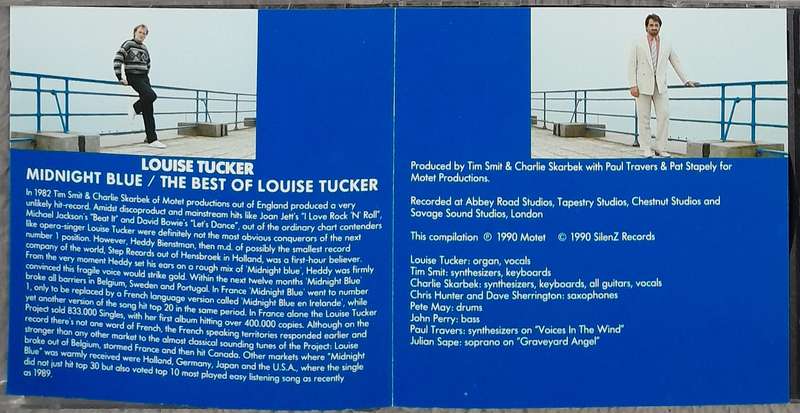 LOUISE TUCKER
MIDNIGHT BLUE / THE BEST OF LOUISE TUCKER
In 1982 Tim Smit & Charlie Skarbek of Motet productions out of England produced a very
unlikely hit-record. Amidst discoproduct and mainstream hits like Joan Jett's "I Love Rock 'N' Roll",
Michael Jackson's "Beat It" and David Bowie's "Let's Dance", out of the ordinary chart contenders
like opera-singer Louise Tucker were definitely not the most obvious conquerors of the next
number 1 position. However, Heddy Bienstman, then m.d. of possibly the smallest record
company of the world, Step Records out of Hensbroek in Holland, was a first-hour believer.
From the very moment Heddy set his ears on a rough mix of 'Midnight blue', Heddy was firmly
convinced this fragile voice would strike gold. Within the next twelve months 'Midnight Blue'
broke all barriers in Belgium, Sweden and Portugal. In France 'Midnight Blue' went to number
1, only to be replaced by a French language version called 'Midnight Blue en Irelande', while
yet another version of the song hit top 20 in the same period. In France alone the Louise Tucker
Project sold 833.000 Singles, with her first album hitting over 400.000 copies. Although on the
record there's not one word of French, the French speaking territories responded earlier and
stronger than any other market to the almost classical sounding tunes of the Project: Louise
broke out of Belgium, stormed France and then hit Canada. Other markets where "Midnight
Blue" was warmly received were Holland, Germany, Japan and the U.S.A., where the single
did not just hit top 30 but also voted top 10 most played easy listening song as recently
as 1989.
Produced by Tim Smit & Charlie Skarbek with Paul Travers & Pat Stapely for
Motet Productions.
Recorded at Abbey Road Studios, Tapestry Studios, Chestnut Studios and
Savage Sound Studios, London
This compilation ℗ 1990 Motet © 1990 SilenZ Records
Louise Tucker: organ, vocals
Tim Smit: synthesizers, keyboards
Charlie Skarbek: synthesizers, keyboards, all guitars, vocals
Chris Hunter and Dave Sherrington: saxophones
Pete May: drums
John Perry: bass
Paul Travers: synthesizers on "Voices In The Wind"
Julian Sape: soprano on "Graveyard Angel"